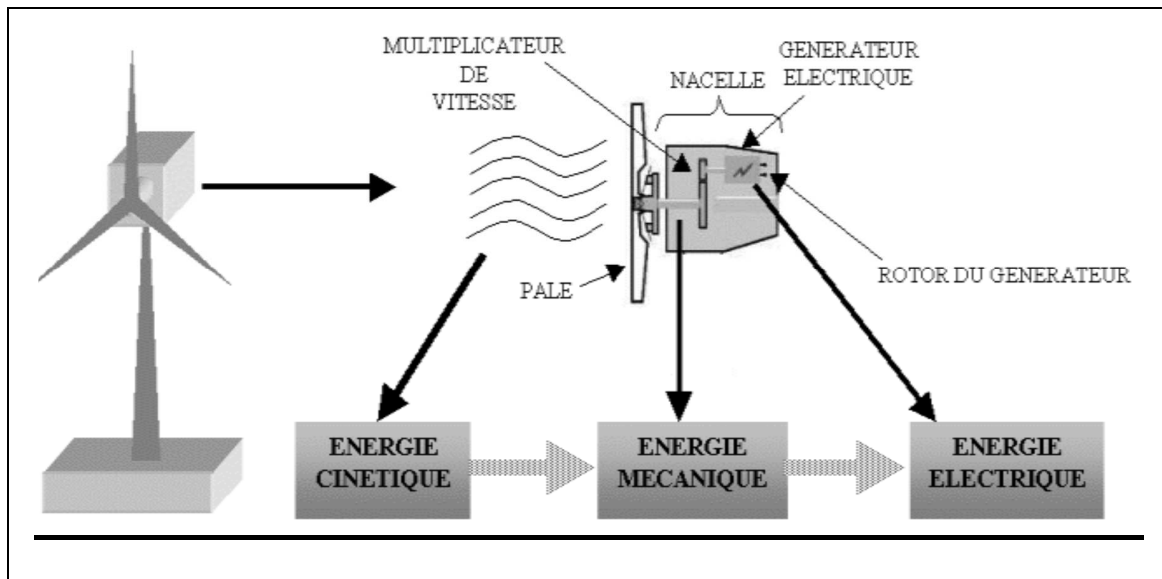 MULTIPLICATEUR
DE
VITESSE
GENERATEUR
ELECTRIQUE
NACELLE
PALE
ROTOR DU GENERATEUR
ENERGIE
CINETIQUE
ENERGIE
MECANIQUE
ENERGIE
ELECTRIQUE